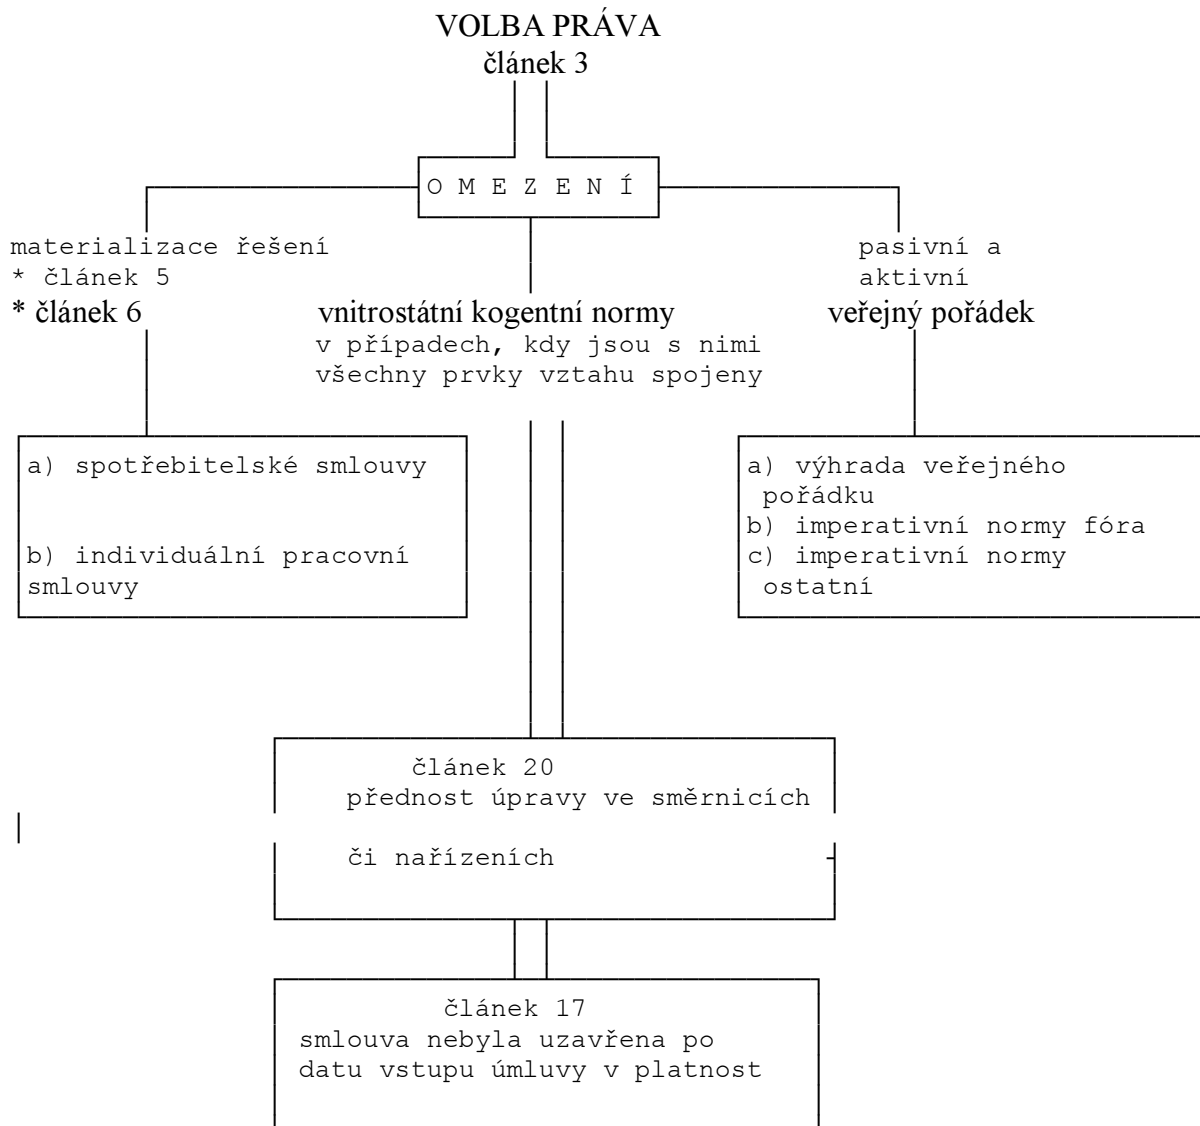 VOLBA PRÁVA
článek 3
O M E Z E N Í
materializace řešení
* článek 5
* článek 6
vnitrostátní kogentní normy
v případech, kdy jsou s nimi
všechny prvky vztahu spojeny
pasivní a
aktivní
veřejný pořádek
a) spotřebitelské smlouvy
b) individuální pracovní
smlouvy
a) výhrada veřejného
pořádku
b) imperativní normy fóra
c) imperativní normy
ostatní
článek 20
přednost úpravy ve směrnicích
či nařízeních
článek 17
smlouva nebyla uzavřena po
datu vstupu úmluvy v platnost